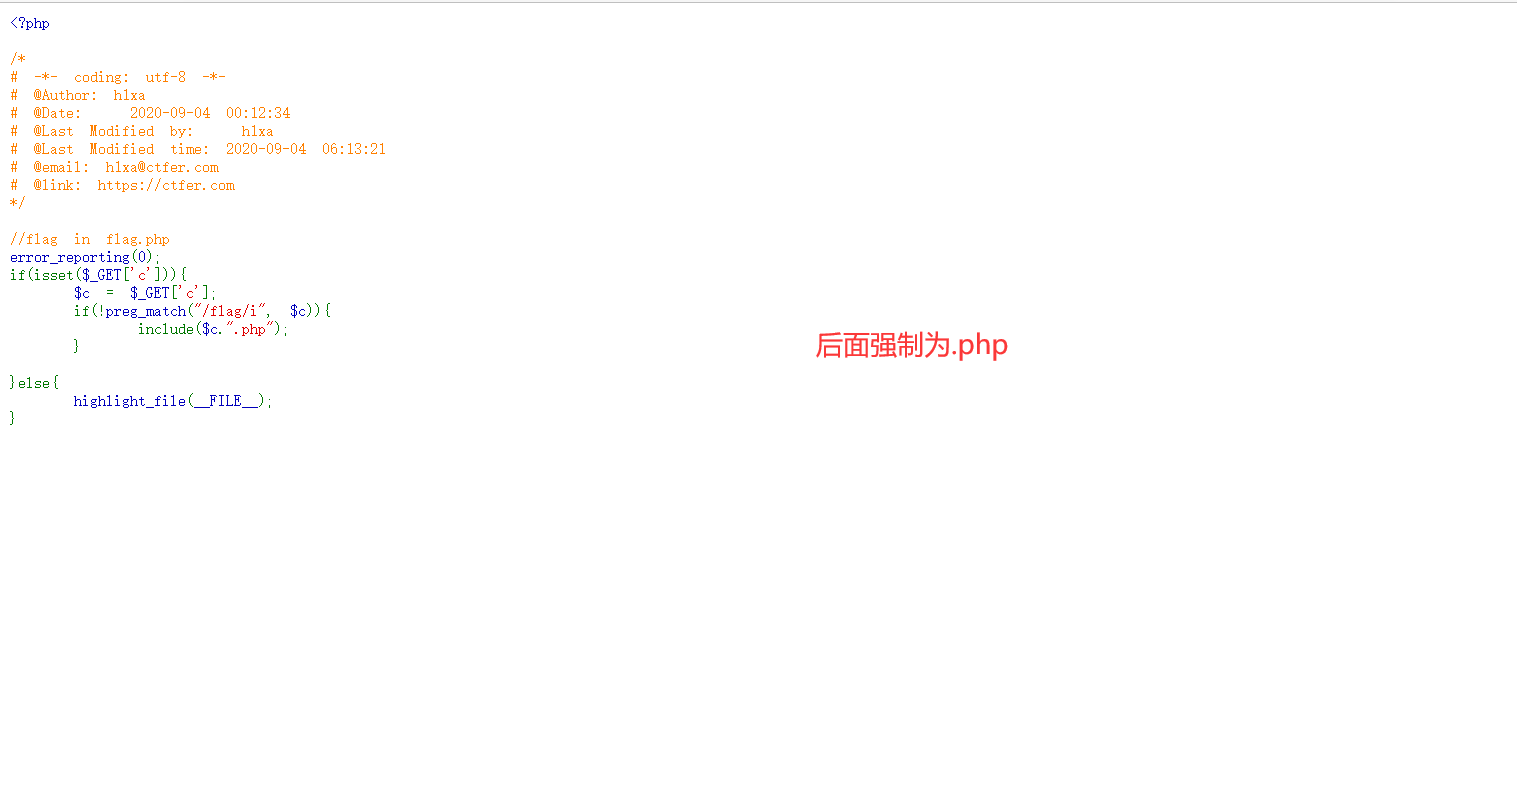 <?php
/*
# -*- coding: utf-8 -*-
# @Author: h1xa
# @Date: 2020-09-04 00:12:34
# @Last Modified by: h1xa
# @Last Modified time: 2020-09-04 06:13:21
# @email: h1xa@ctfer.com
# @link: https://ctfer.com
*/
//flag in flag.php
error_reporting(0);
if(isset($_GET['c'])){
$c = $_GET['c'];
if(!preg_match("/flag/i", $c)){
include($c.".php");
}
后面强制为.php
}else{
highlight_file(__FILE__);
}